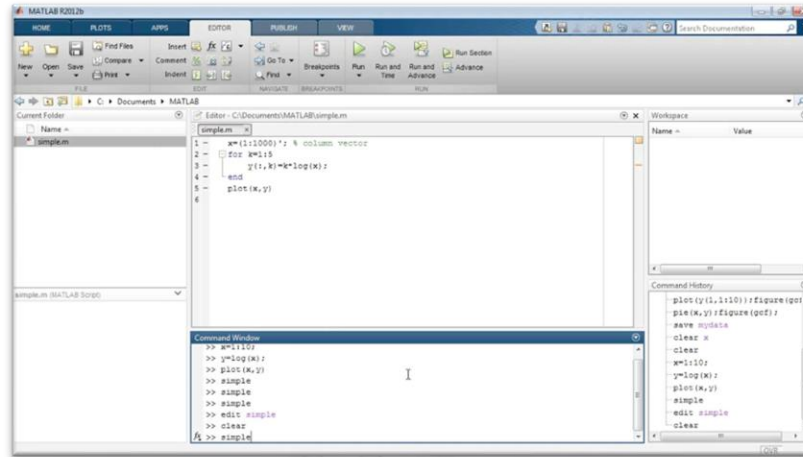 MATLAB R2012b
HOME PLOTS APPS EDITOR PUBLISH VIEW Search Documentation
New Open Save Find Files Compare Print Insert Comment Indent fx Go To Find Breakpoints Run Run and Time Run and Advance Run Section Advance
FILE EDIT NAVIGATE BREAKPOINTS RUN
C: Documents MATLAB
Current Folder
Name
simple.m
simple.m (MATLAB Script)
Editor - C:\Documents\MATLAB\simple.m
simple.m
1 x=(1:1000)'; % column vector
2 for k=1:5
3 y(:,k)=k*log(x);
4 end
5 plot(x,y)
6
Command Window
>> x=1:10;
>> y=log(x);
>> plot(x,y)
>> simple
>> simple
>> simple
>> edit simple
>> clear
fx >> simple
Workspace
Name Value
Command History
plot(y(1,1:10));figure(gcf)
pie(x,y);figure(gcf);
save mydata
clear x
clear
x=1:10;
y=log(x);
plot(x,y)
simple
edit simple
clear
OVR